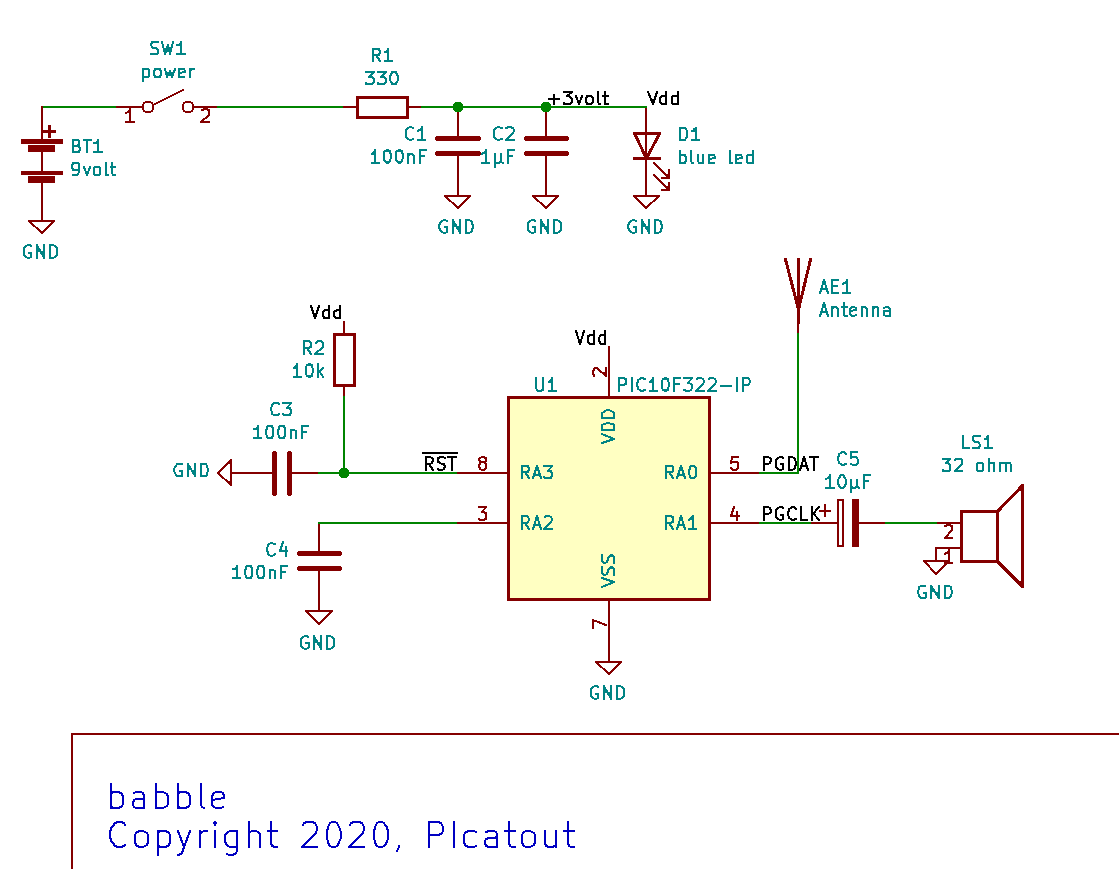 SW1
power
R1
330
+3volt
Vdd
1
2
C1
100nF
C2
1µF
D1
blue led
+
BT1
9volt
GND
GND
GND
GND
AE1
Antenna
Vdd
R2
10k
Vdd
2
U1
PIC10F322-IP
VDD
C3
100nF
GND
RST
8
RA3
RA0
5
PGDAT
C5
10µF
LS1
32 ohm
3
RA2
RA1
4
PGCLK
+
2
1
GND
C4
100nF
GND
VSS
7
GND
babble
Copyright 2020, PIcatout